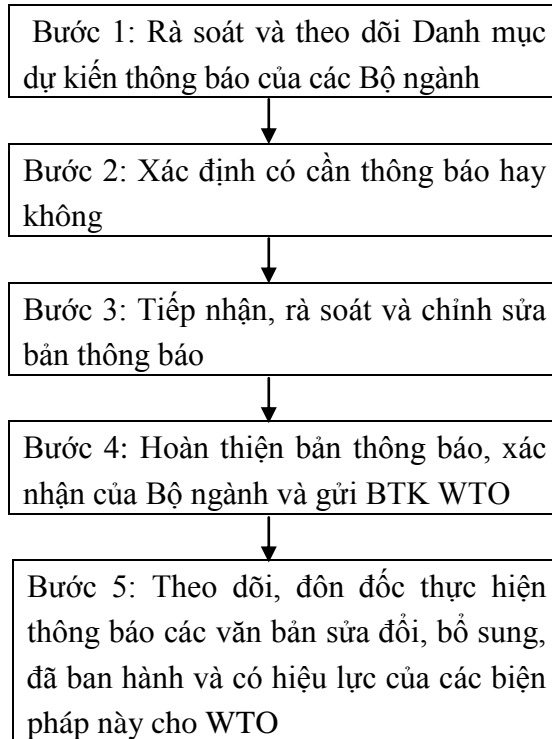 Bước 1: Rà soát và theo dõi Danh mục
dự kiến thông báo của các Bộ ngành
Bước 2: Xác định có cần thông báo hay
không
Bước 3: Tiếp nhận, rà soát và chỉnh sửa
bản thông báo
Bước 4: Hoàn thiện bản thông báo, xác
nhận của Bộ ngành và gửi BTK WTO
Bước 5: Theo dõi, đôn đốc thực hiện
thông báo các văn bản sửa đổi, bổ sung,
đã ban hành và có hiệu lực của các biện
pháp này cho WTO